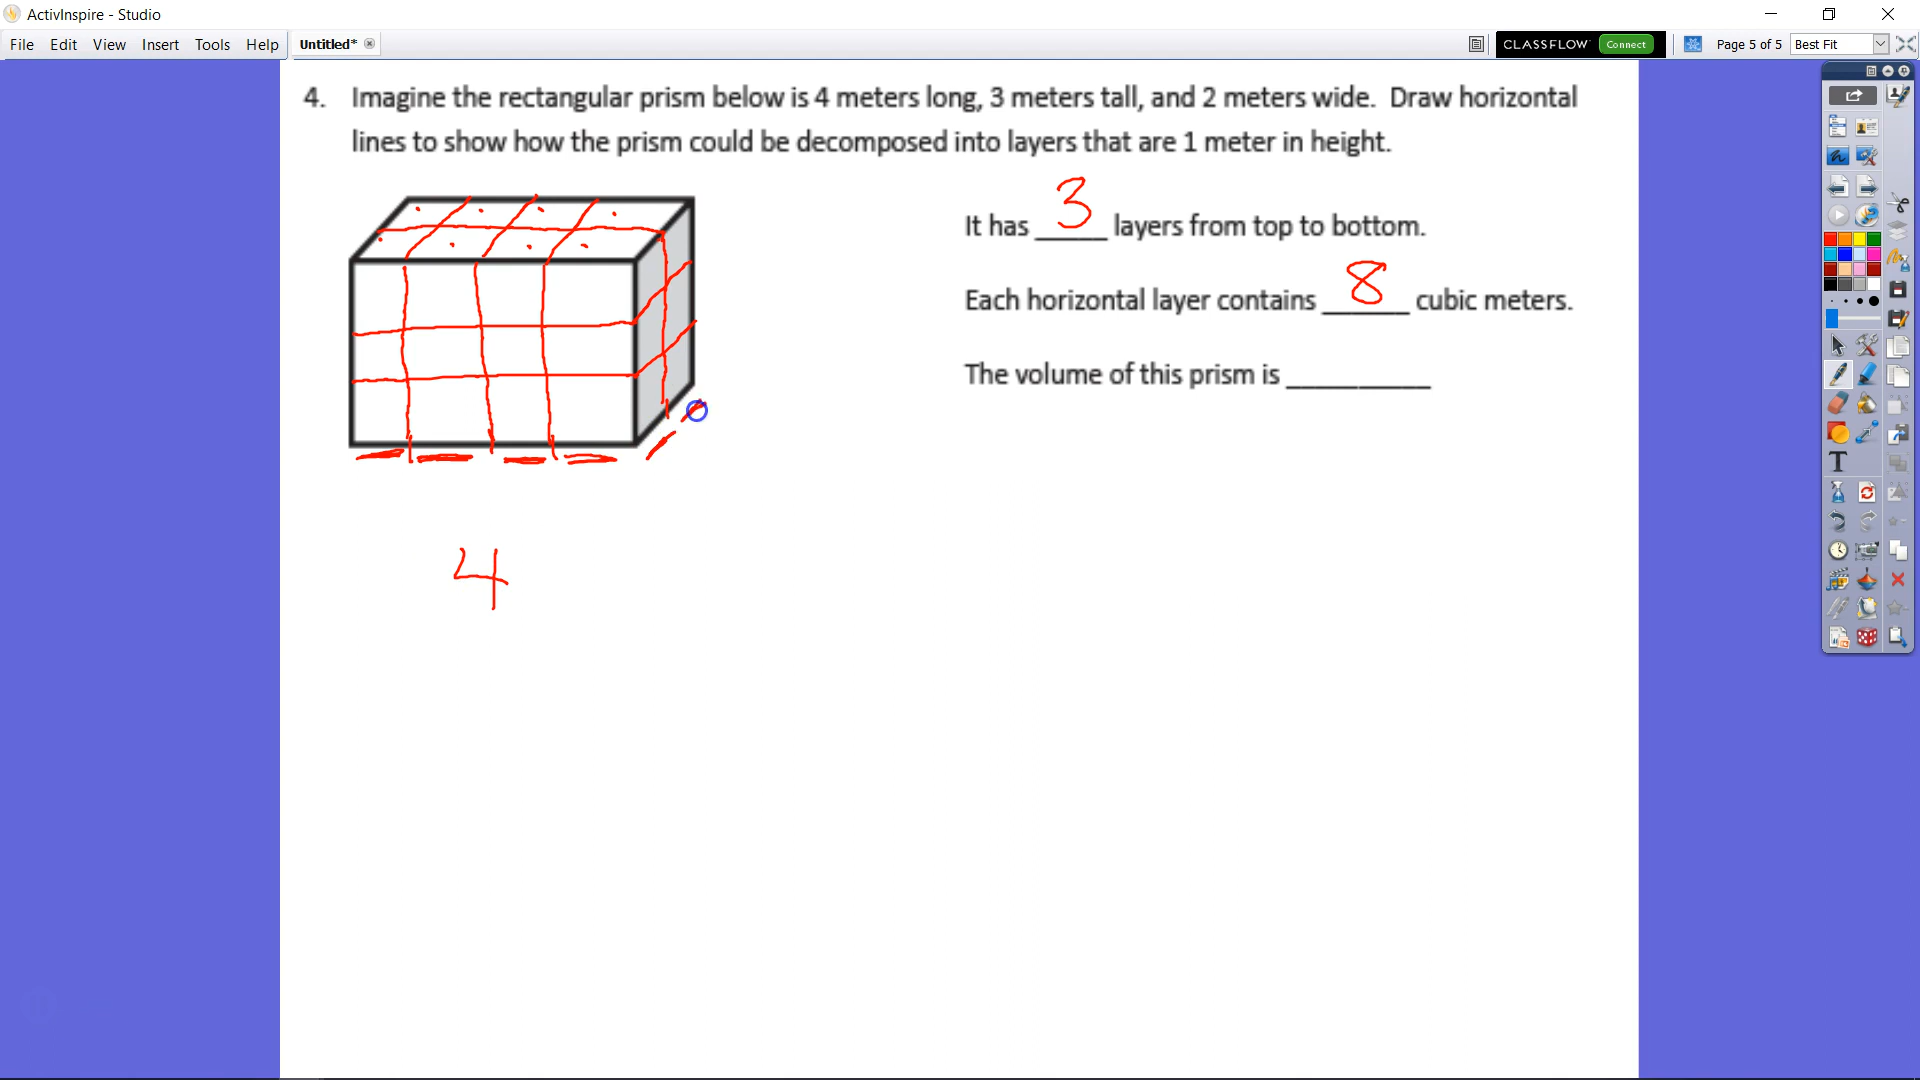 ActivInspire - Studio
File Edit View Insert Tools Help Untitled* CLASSFLOW Connect Page 5 of 5 Best Fit
4. Imagine the rectangular prism below is 4 meters long, 3 meters tall, and 2 meters wide. Draw horizontal
lines to show how the prism could be decomposed into layers that are 1 meter in height.
It has 3 layers from top to bottom.
Each horizontal layer contains 8 cubic meters.
The volume of this prism is __________
4
T